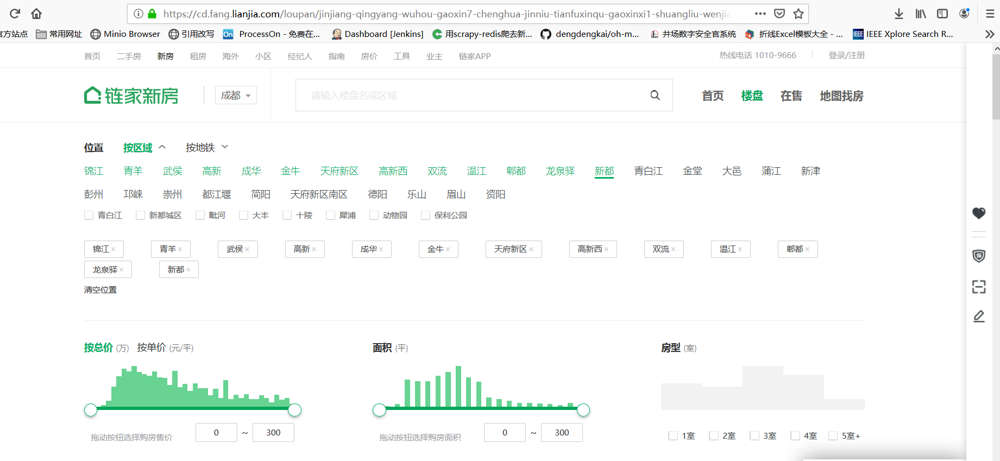 https://cd.fang.lianjia.com/loupan/jinjiang-qingyang-wuhou-gaoxin7-chenghua-jinniu-tianfuxinqu-gaoxinxi1-shuangliu-wenjia
官方站点 常用网址 Minio Browser 引用改写 On ProcessOn - 免费在... Dashboard [Jenkins] 用scrapy-redis爬去新... dengdengkai/oh-m... 井场数字安全官系统 折线Excel模板大全 - ... IEEE IEEE Xplore Search R...
首页 二手房 新房 租房 海外 小区 经纪人 指南 房价 工具 业主 链家APP 热线电话 1010-9666 登录/注册
链家新房 成都 请输入楼盘名或区域 首页 楼盘 在售 地图找房
位置 按区域 按地铁
锦江 青羊 武侯 高新 成华 金牛 天府新区 高新西 双流 温江 郫都 龙泉驿 新都 青白江 金堂 大邑 蒲江 新津
彭州 邛崃 崇州 都江堰 简阳 天府新区南区 德阳 乐山 眉山 资阳
青白江 新都城区 毗河 大丰 十陵 犀浦 动物园 保利公园
锦江× 青羊× 武侯× 高新× 成华× 金牛× 天府新区× 高新西× 双流× 温江× 郫都×
龙泉驿× 新都×
清空位置
保
按总价 (万) 按单价 (元/平) 面积 (平) 房型 (室)
拖动按钮选择购房售价 0 ~ 300 拖动按钮选择购房面积 0 ~ 300 1室 2室 3室 4室 5室+